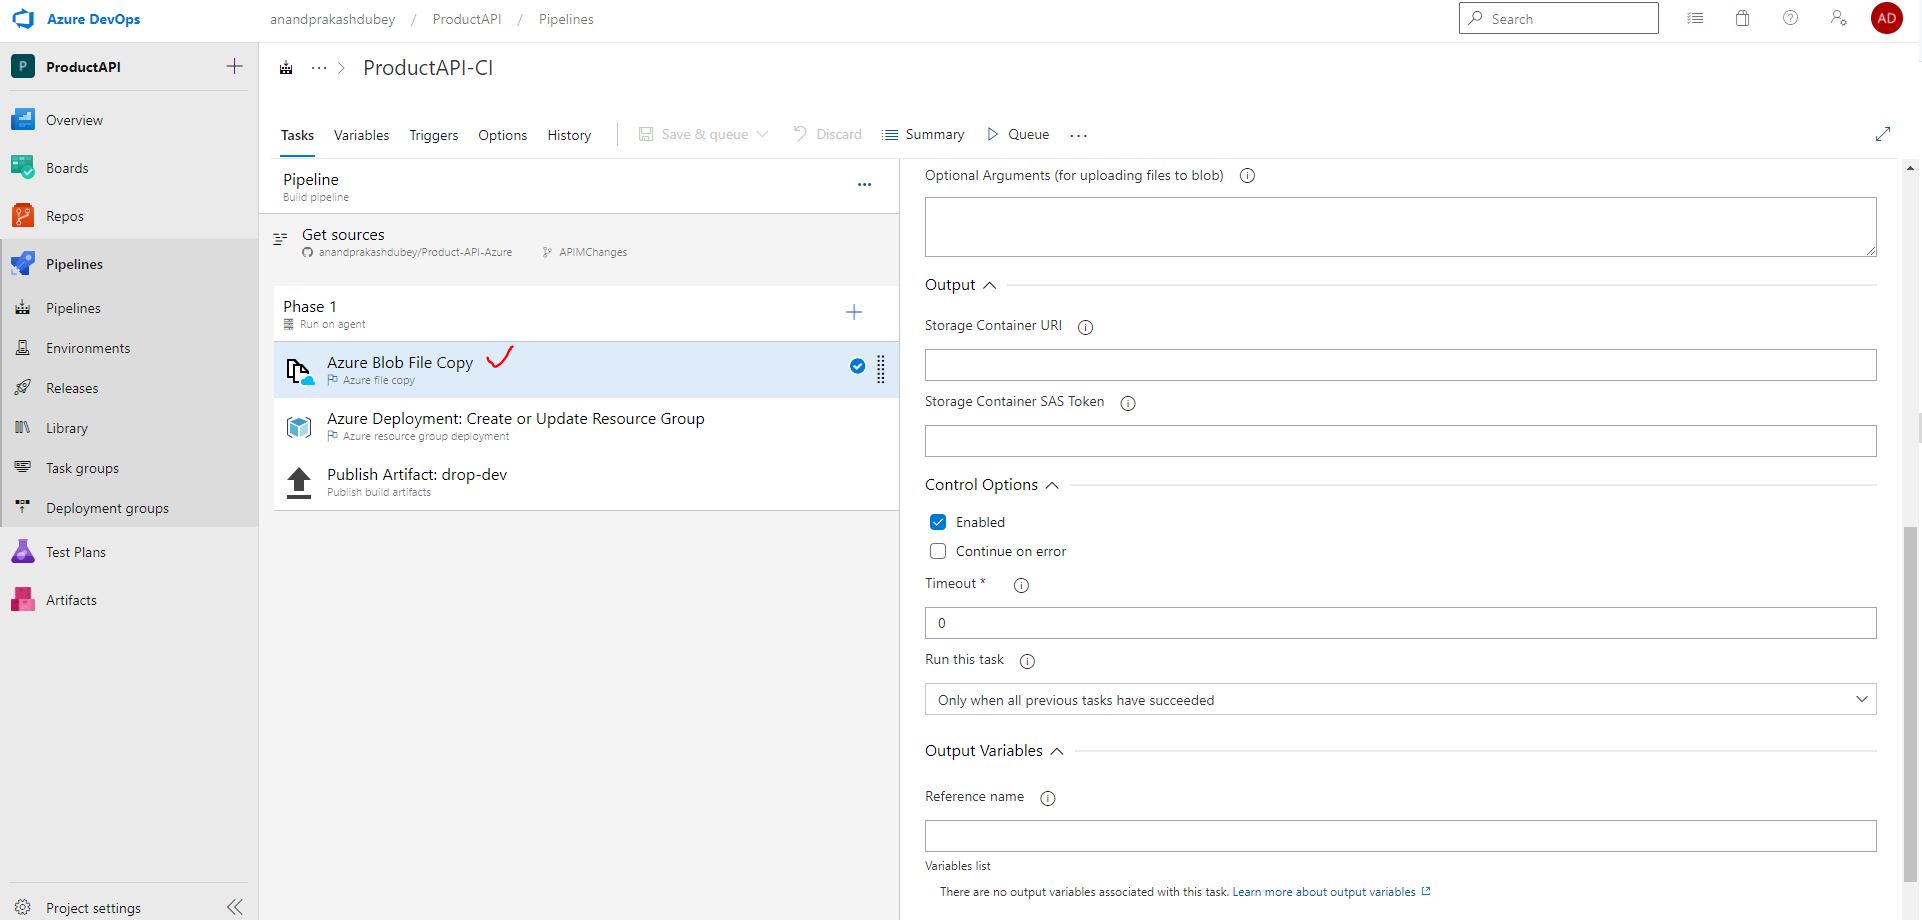 Azure DevOps
anandprakashdubey / ProductAPI / Pipelines
Search
AD
P ProductAPI
Overview
Boards
Repos
Pipelines
Pipelines
Environments
Releases
Library
Task groups
Deployment groups
Test Plans
Artifacts
Project settings
··· > ProductAPI-CI
Tasks Variables Triggers Options History Save & queue Discard Summary Queue ...
Pipeline
Build pipeline
Get sources
anandprakashdubey/Product-API-Azure APIMChanges
Phase 1
Run on agent
Azure Blob File Copy
Azure file copy
Azure Deployment: Create or Update Resource Group
Azure resource group deployment
Publish Artifact: drop-dev
Publish build artifacts
Optional Arguments (for uploading files to blob)
Output
Storage Container URI
Storage Container SAS Token
Control Options
Enabled
Continue on error
Timeout *
0
Run this task
Only when all previous tasks have succeeded
Output Variables
Reference name
Variables list
There are no output variables associated with this task. Learn more about output variables